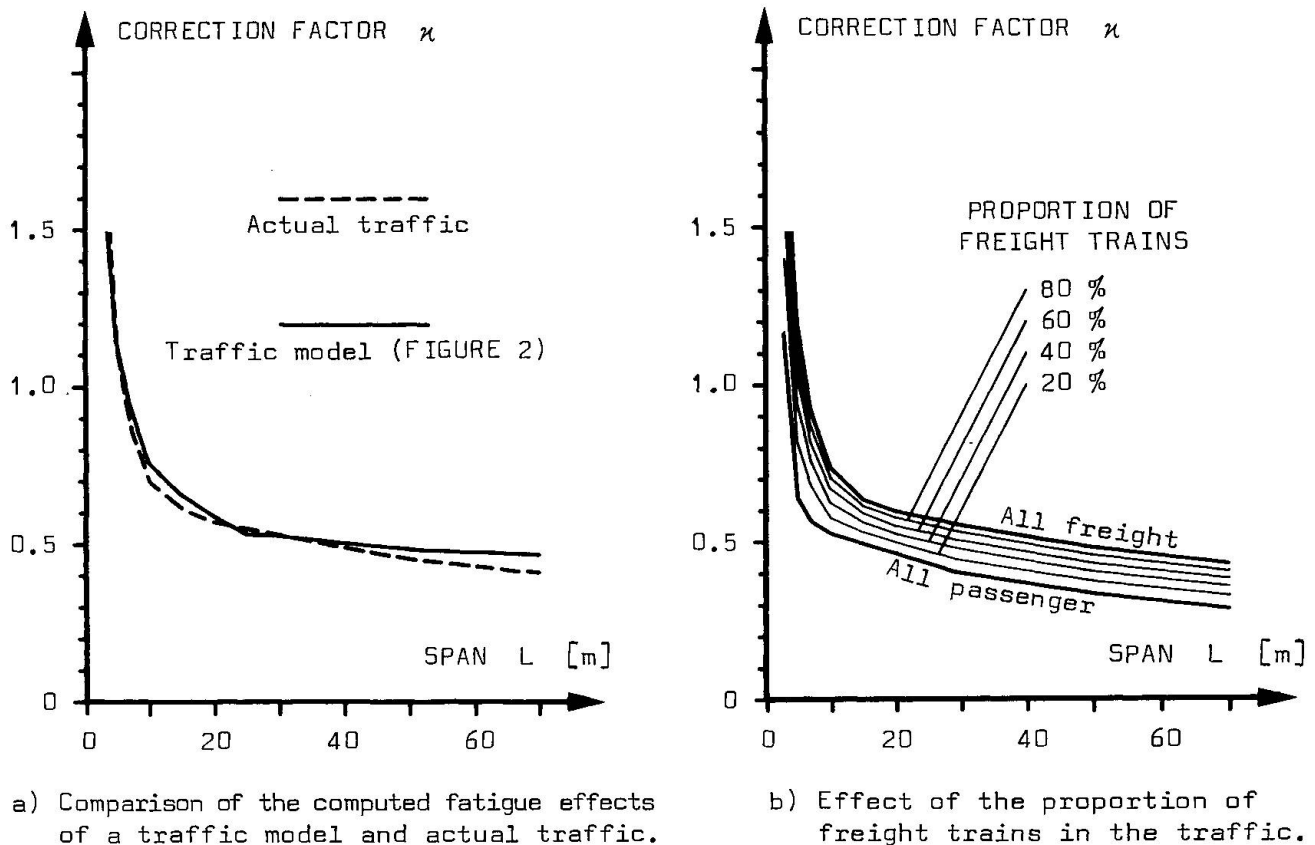 CORRECTION FACTOR ϰ
1.5
1.0
0.5
0
0
20
40
60
Actual traffic
Traffic model (FIGURE 2)
SPAN L [m]
a) Comparison of the computed fatigue effects
of a traffic model and actual traffic.
CORRECTION FACTOR ϰ
1.5
1.0
0.5
0
0
20
40
60
PROPORTION OF
FREIGHT TRAINS
80 %
60 %
40 %
20 %
All freight
All passenger
SPAN L [m]
b) Effect of the proportion of
freight trains in the traffic.